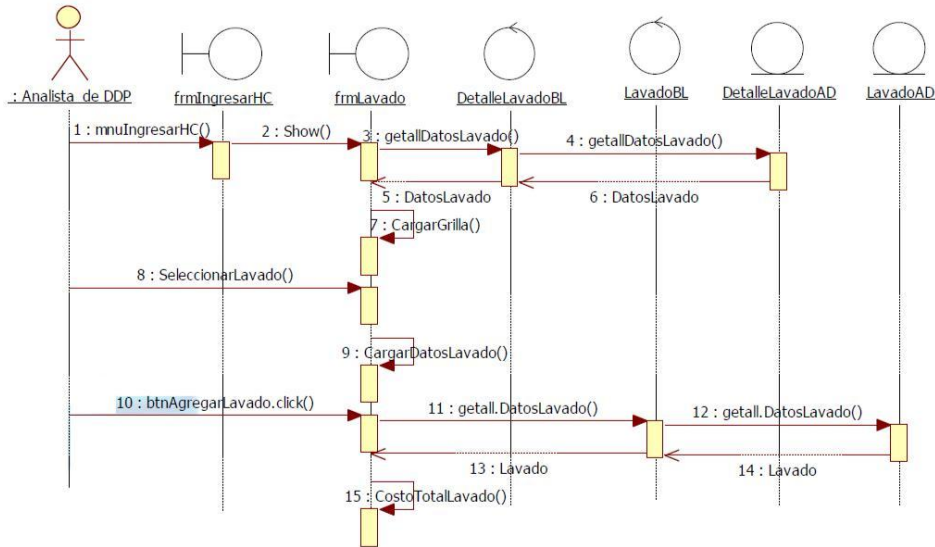 : Analista de DDP
frmIngresarHC
frmLavado
DetalleLavadoBL
LavadoBL
DetalleLavadoAD
LavadoAD
1 : mnuIngresarHC()
2 : Show()
3 : getallDatosLavado()
4 : getallDatosLavado()
5 : DatosLavado
6 : DatosLavado
7 : CargarGrilla()
8 : SeleccionarLavado()
9 : CargarDatosLavado()
10 : btnAgregarLavado.click()
11 : getall.DatosLavado()
12 : getall.DatosLavado()
13 : Lavado
14 : Lavado
15 : CostoTotalLavado()